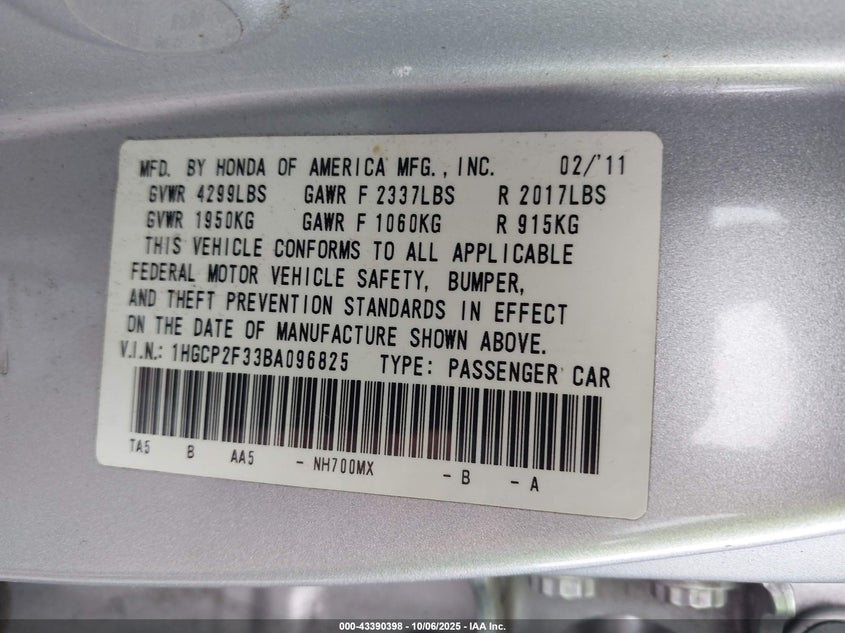 MFD. BY HONDA OF AMERICA MFG., INC. 02/'11
GVWR 4299LBS GAWR F 2337LBS R 2017LBS
GVWR 1950KG GAWR F 1060KG R 915KG
THIS VEHICLE CONFORMS TO ALL APPLICABLE
FEDERAL MOTOR VEHICLE SAFETY, BUMPER,
AND THEFT PREVENTION STANDARDS IN EFFECT
ON THE DATE OF MANUFACTURE SHOWN ABOVE.
V.I.N.: 1HGCP2F33BA096825 TYPE: PASSENGER CAR
TA5 B AA5 - NH700MX - B - A
000-43390398 - 10/06/2025 - IAA Inc.